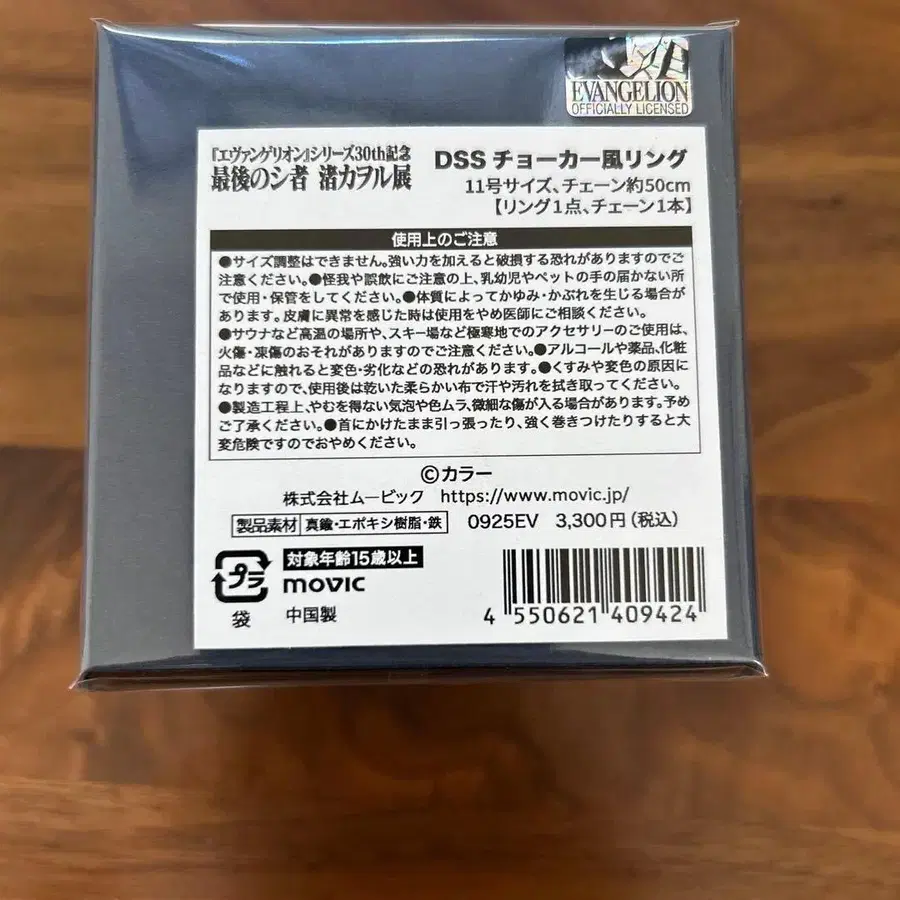 EVANGELION
OFFICIALLY LICENSED
『エヴァンゲリオン』シリーズ30th記念
最後のシ者 渚カヲル展
DSS チョーカー風リング
11号サイズ、チェーン約50cm
【リング1点、チェーン1本】
使用上のご注意
●サイズ調整はできません。強い力を加えると破損する恐れがありますのでご
注意ください。●怪我や誤飲にご注意の上、乳幼児やペットの手の届かない所
で使用・保管をしてください。●体質によってかゆみ・かぶれを生じる場合が
あります。皮膚に異常を感じた時は使用をやめ医師にご相談ください。
●サウナなど高温の場所や、スキー場など極寒地でのアクセサリーのご使用は、
火傷・凍傷のおそれがありますのでご注意ください。●アルコールや薬品、化粧
品などに触れると変色・劣化などの恐れがあります。●くすみや変色の原因に
なりますので、使用後は乾いた柔らかい布で汗や汚れを拭き取ってください。
●製造工程上、やむを得ない気泡や色ムラ、微細な傷が入る場合があります。予め
ご了承ください。●首にかけたまま引っ張ったり、強く巻きつけたりすると大
変危険ですのでおやめください。
©カラー
株式会社ムービック https://www.movic.jp/
製品素材 真鍮・エポキシ樹脂・鉄 0925EV 3,300円(税込)
プラ
袋
対象年齢15歳以上
movic
中国製
4 550621 409424